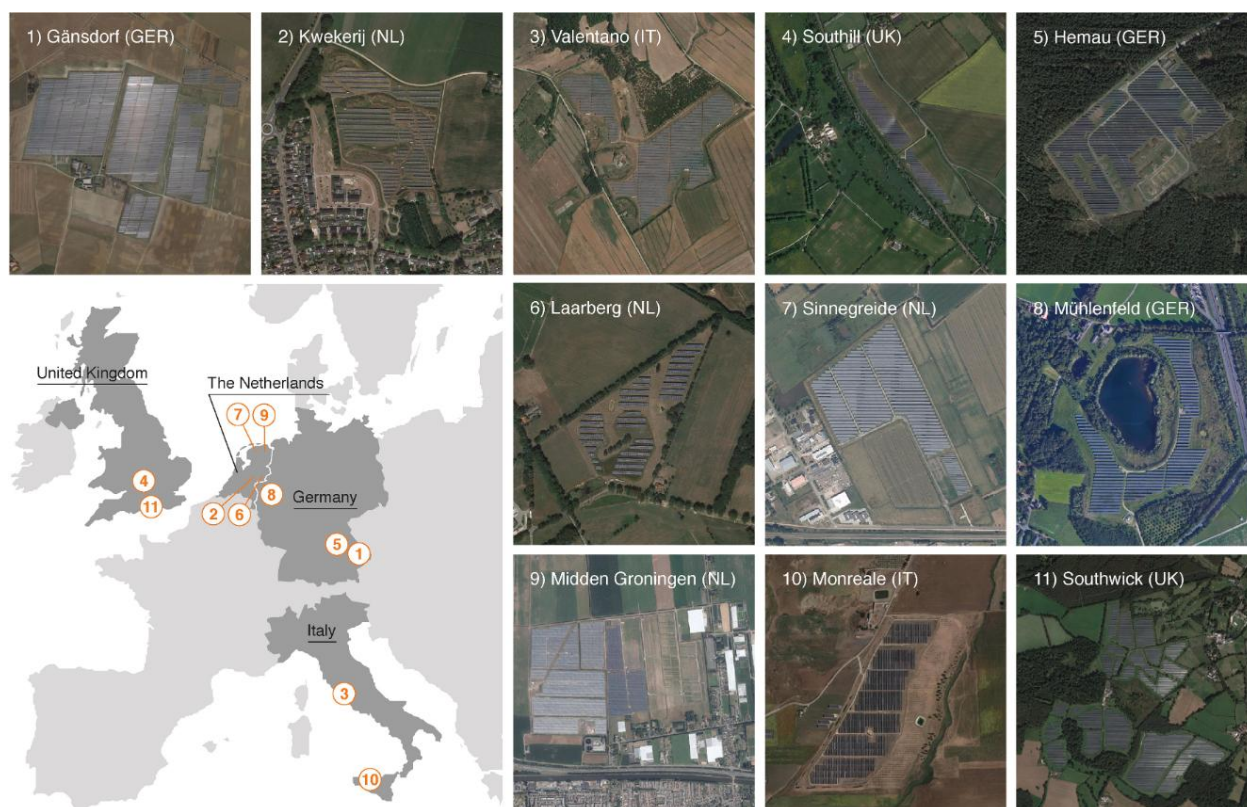 1) Gänsdorf (GER)
2) Kwekerij (NL)
3) Valentano (IT)
4) Southill (UK)
5) Hemau (GER)
6) Laarberg (NL)
7) Sinnegreide (NL)
8) Mühlenfeld (GER)
9) Midden Groningen (NL)
10) Monreale (IT)
11) Southwick (UK)
United Kingdom
The Netherlands
7
9
4
11
8
Germany
2
6
5
1
Italy
3
10